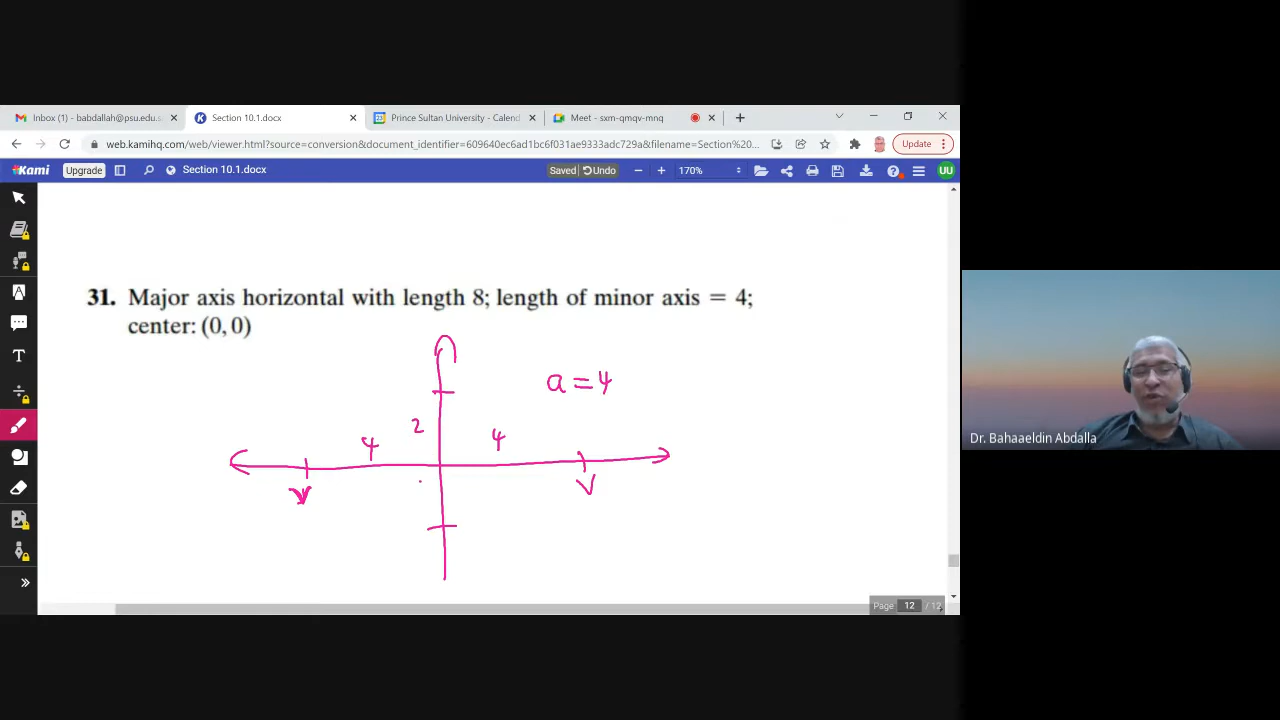 Inbox (1) - babdallah@psu.edu.s
Section 10.1.docx
Prince Sultan University - Calend
Meet - sxm-qmqv-mnq
web.kamihq.com/web/viewer.html?source=conversion&document_identifier=609640ec6ad1bc6f031ae9333adc729a&filename=Section%20...
Update
Kami
Upgrade
Section 10.1.docx
Saved
Undo
170%
UU
31. Major axis horizontal with length 8; length of minor axis = 4;
center: (0, 0)
a = 4
2
4
4
V
V
Dr. Bahaaeldin Abdalla
Page 12 / 12